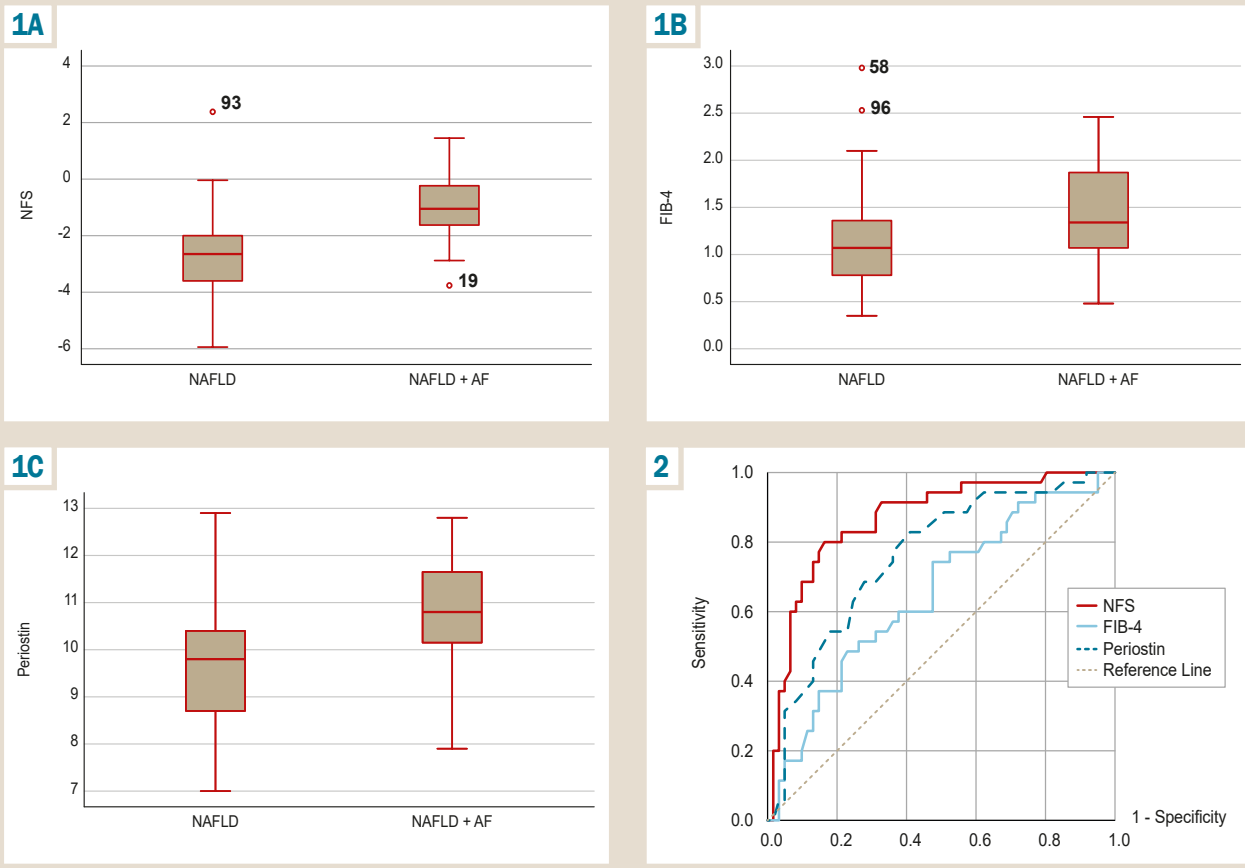 1A
4
2
0
-2
-4
-6
NFS
93
19
NAFLD
NAFLD + AF
1B
3.0
2.5
2.0
1.5
1.0
0.5
0.0
FIB-4
58
96
NAFLD
NAFLD + AF
1C
13
12
11
10
9
8
7
Periostin
NAFLD
NAFLD + AF
2
1.0
0.8
0.6
0.4
0.2
0.0
Sensitivity
NFS
FIB-4
Periostin
Reference Line
1 - Specificity
0.0 0.2 0.4 0.6 0.8 1.0